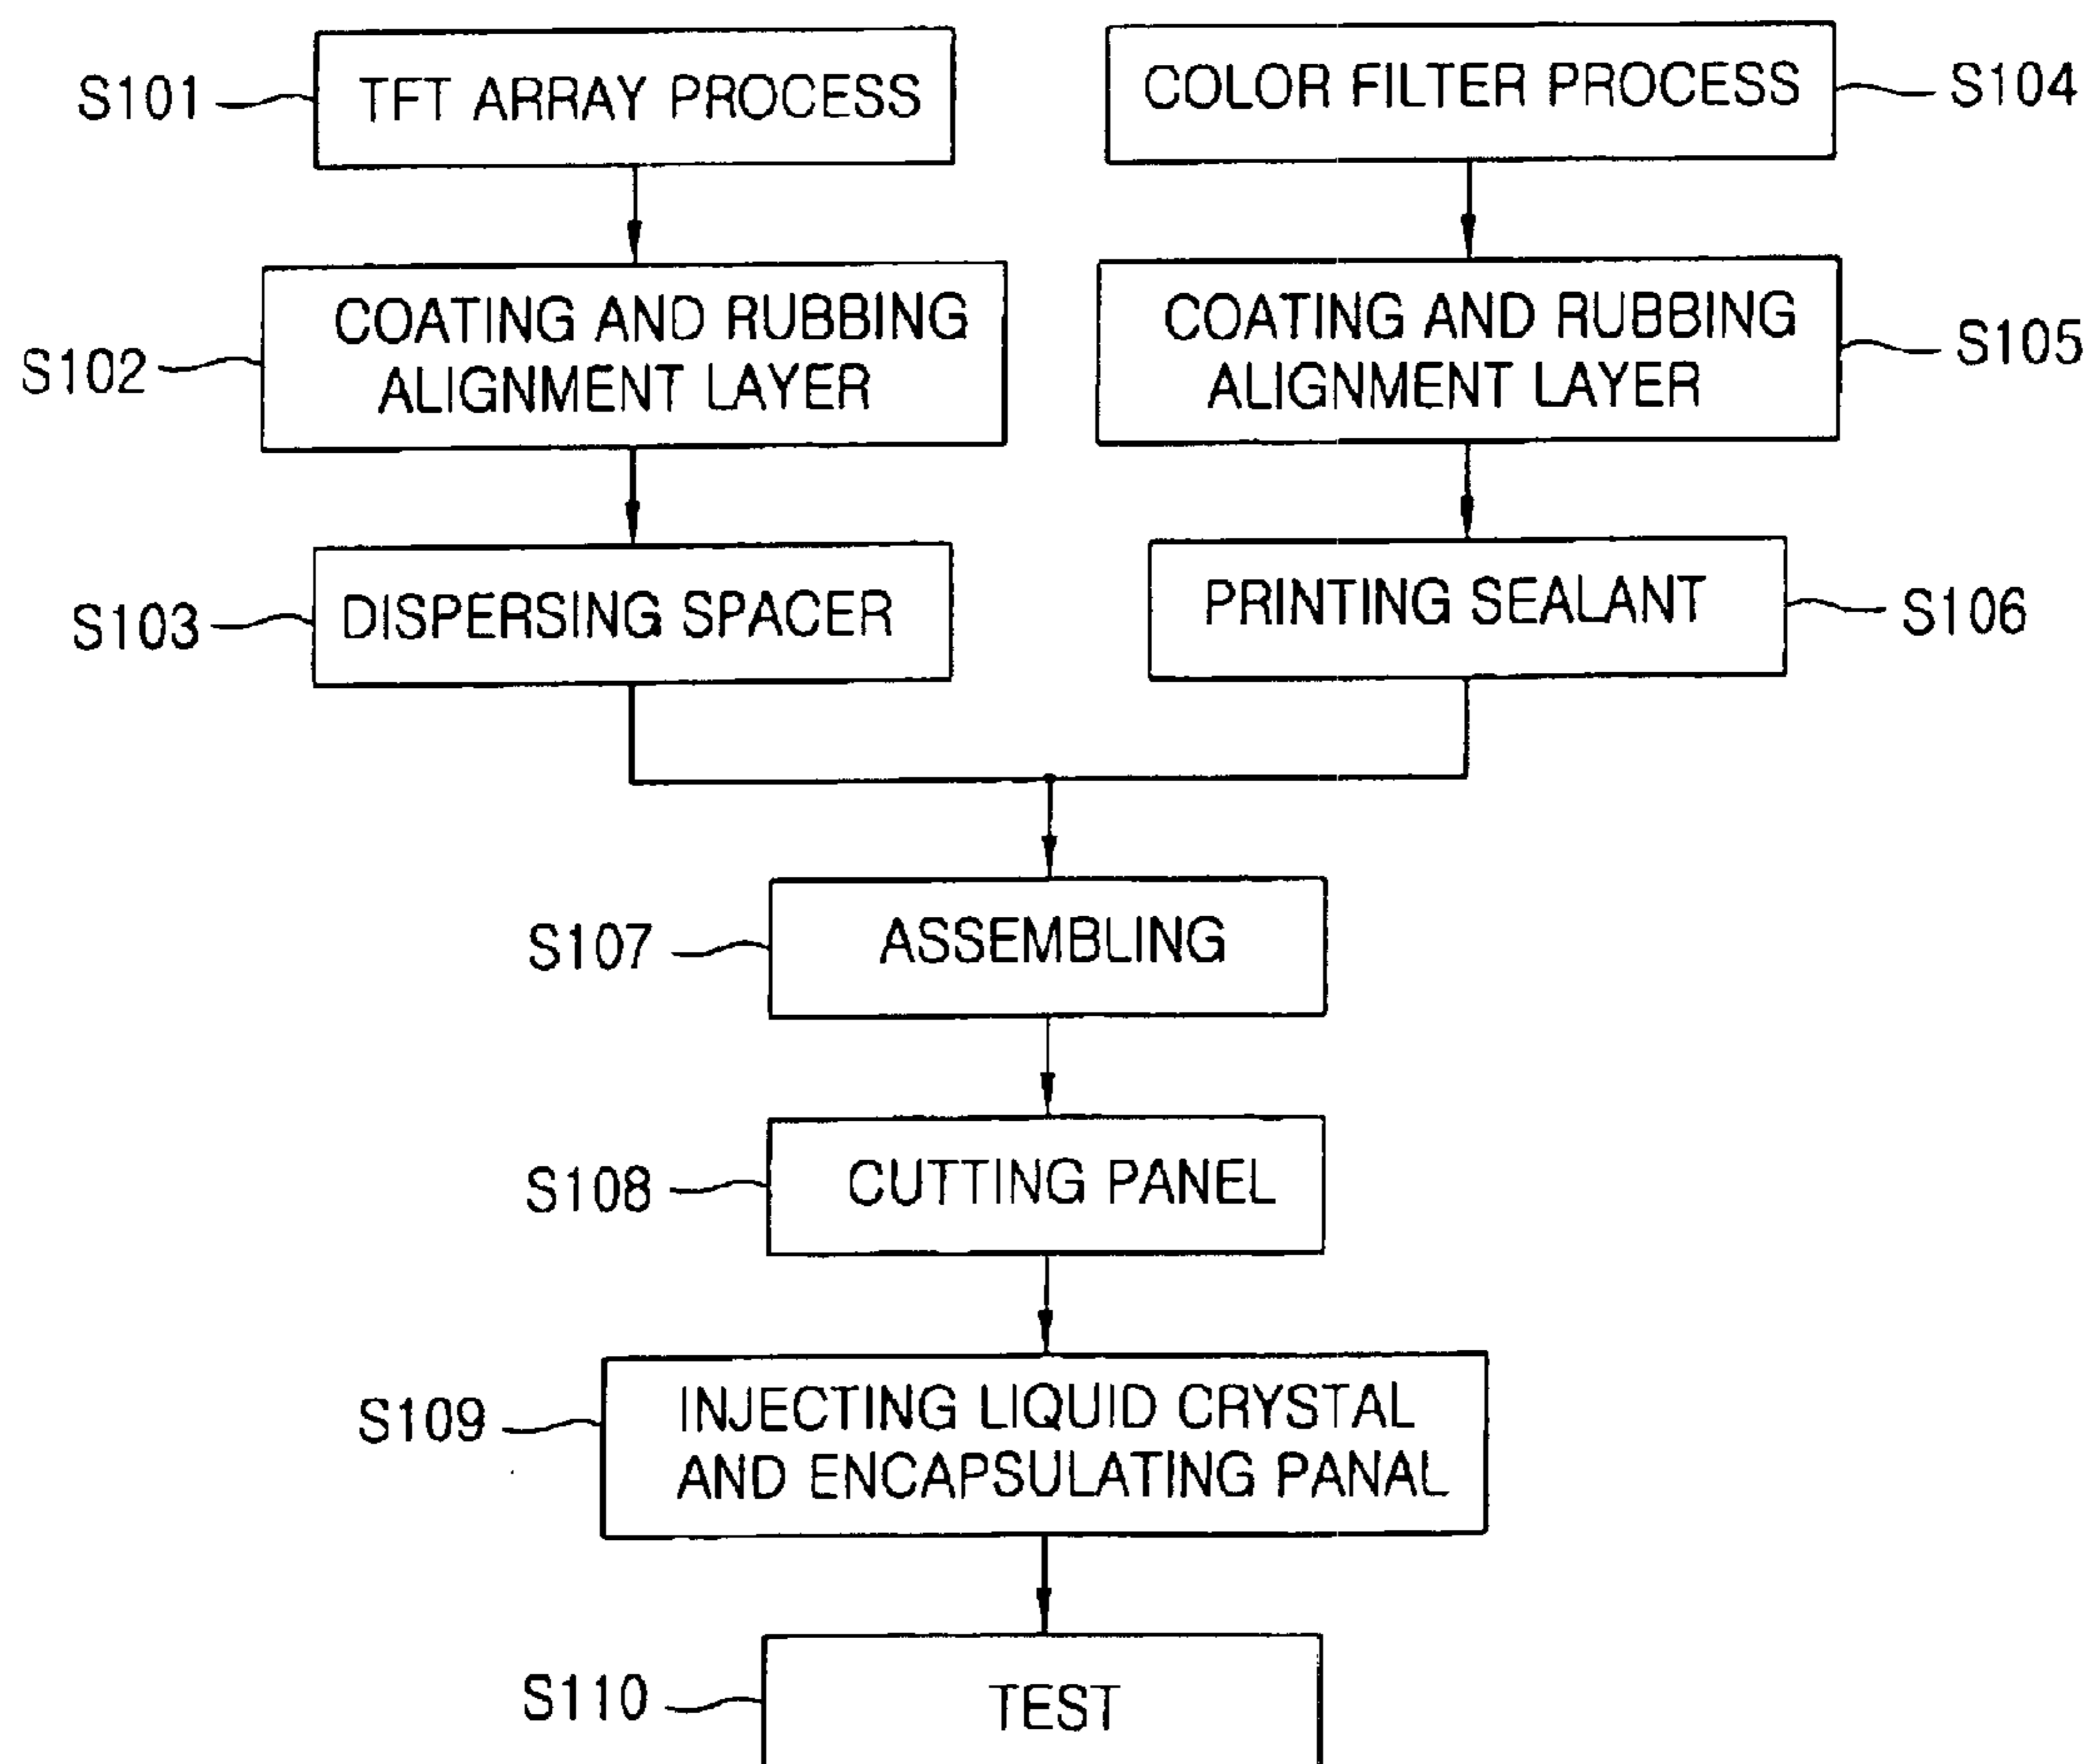 S101
TFT ARRAY PROCESS
COLOR FILTER PROCESS
S104
S102
COATING AND RUBBING
ALIGNMENT LAYER
COATING AND RUBBING
ALIGNMENT LAYER
S105
S103
DISPERSING SPACER
PRINTING SEALANT
S106
S107
ASSEMBLING
S108
CUTTING PANEL
S109
INJECTING LIQUID CRYSTAL
AND ENCAPSULATING PANAL
S110
TEST